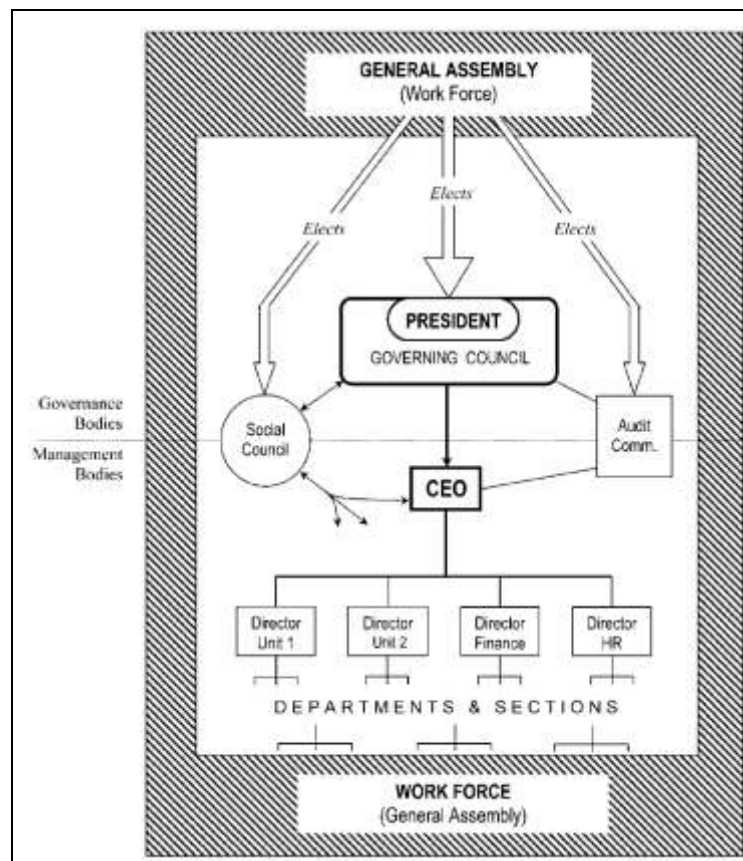 GENERAL ASSEMBLY
(Work Force)
Elects
Elects
Elects
PRESIDENT
GOVERNING COUNCIL
Governance
Bodies
Social
Council
Audit
Comm.
Management
Bodies
CEO
Director
Unit 1
Director
Unit 2
Director
Finance
Director
HR
DEPARTMENTS & SECTIONS
WORK FORCE
(General Assembly)